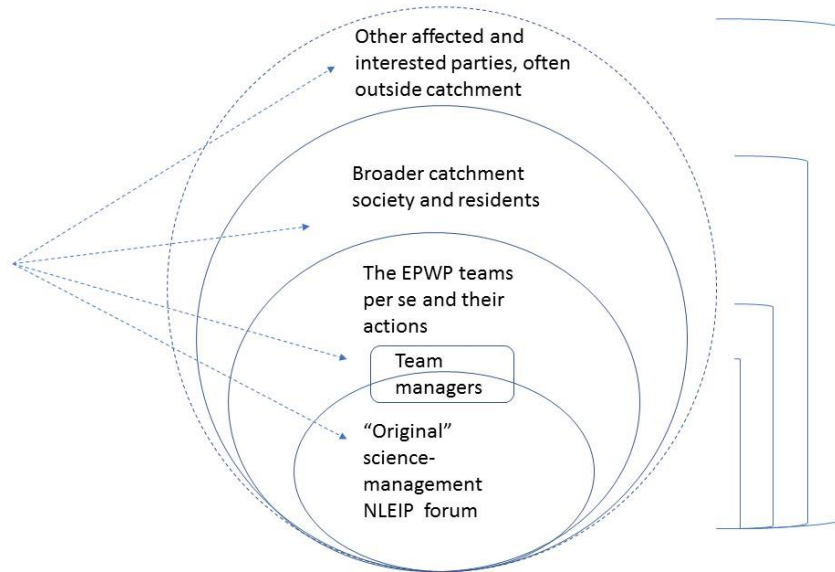 Other affected and
interested parties, often
outside catchment
Broader catchment
society and residents
The EPWP teams
per se and their
actions
Team
managers
“Original”
science-
management
NLEIP forum